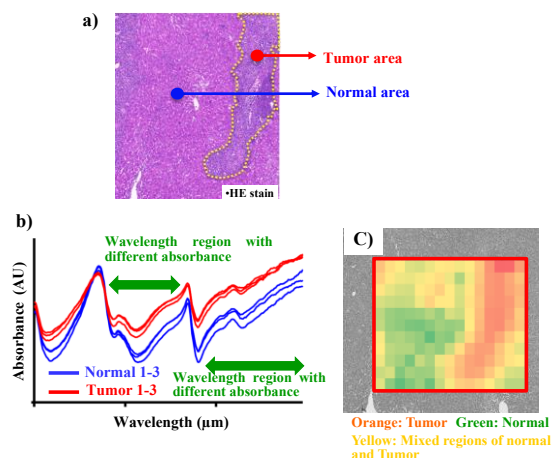 a)
Tumor area
Normal area
•HE stain
b)
Wavelength region with
different absorbance
Absorbance (AU)
Normal 1-3
Tumor 1-3
Wavelength region with
different absorbance
Wavelength (µm)
C)
Orange: Tumor Green: Normal
Yellow: Mixed regions of normal
and Tumor